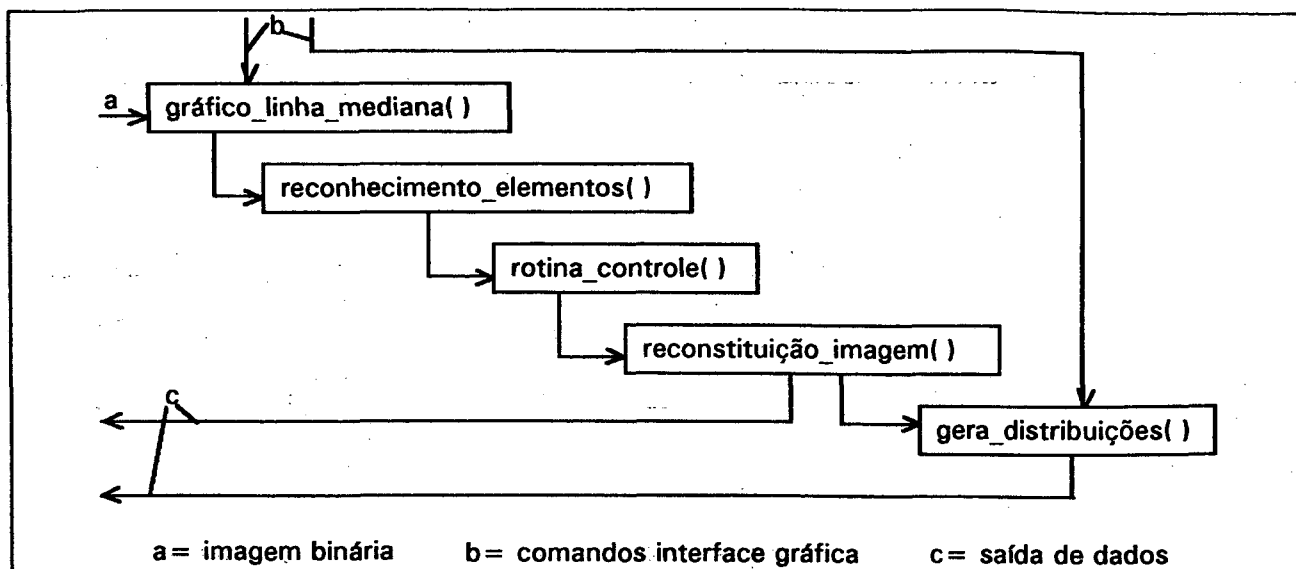 b
a
gráfico_linha_mediana( )
reconhecimento_elementos( )
rotina_controle( )
reconstituição_imagem( )
c
gera_distribuições( )
a= imagem binária b= comandos interface gráfica c= saída de dados